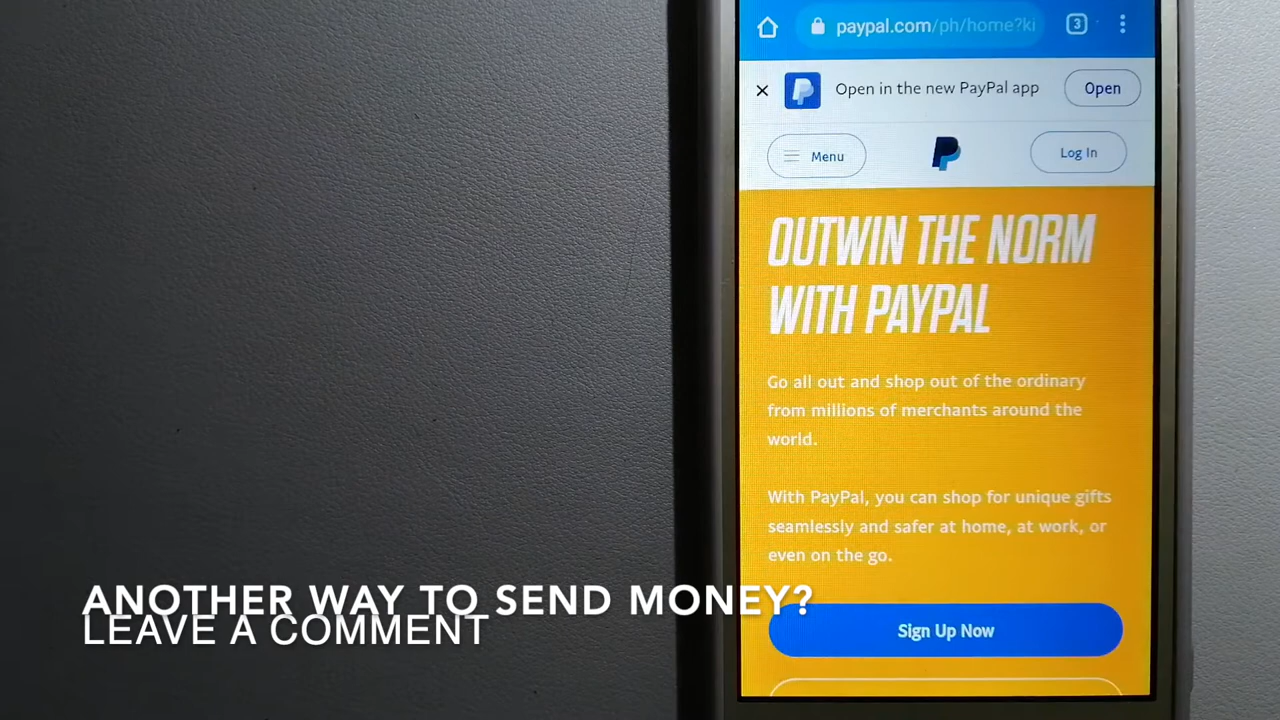 paypal.com/ph/home?ki
3
Open in the new PayPal app
Open
Menu
Log In
OUTWIN THE NORM
WITH PAYPAL
Go all out and shop out of the ordinary
from millions of merchants around the
world.
With PayPal, you can shop for unique gifts
seamlessly and safer at home, at work, or
even on the go.
Sign Up Now
ANOTHER WAY TO SEND MONEY?
LEAVE A COMMENT